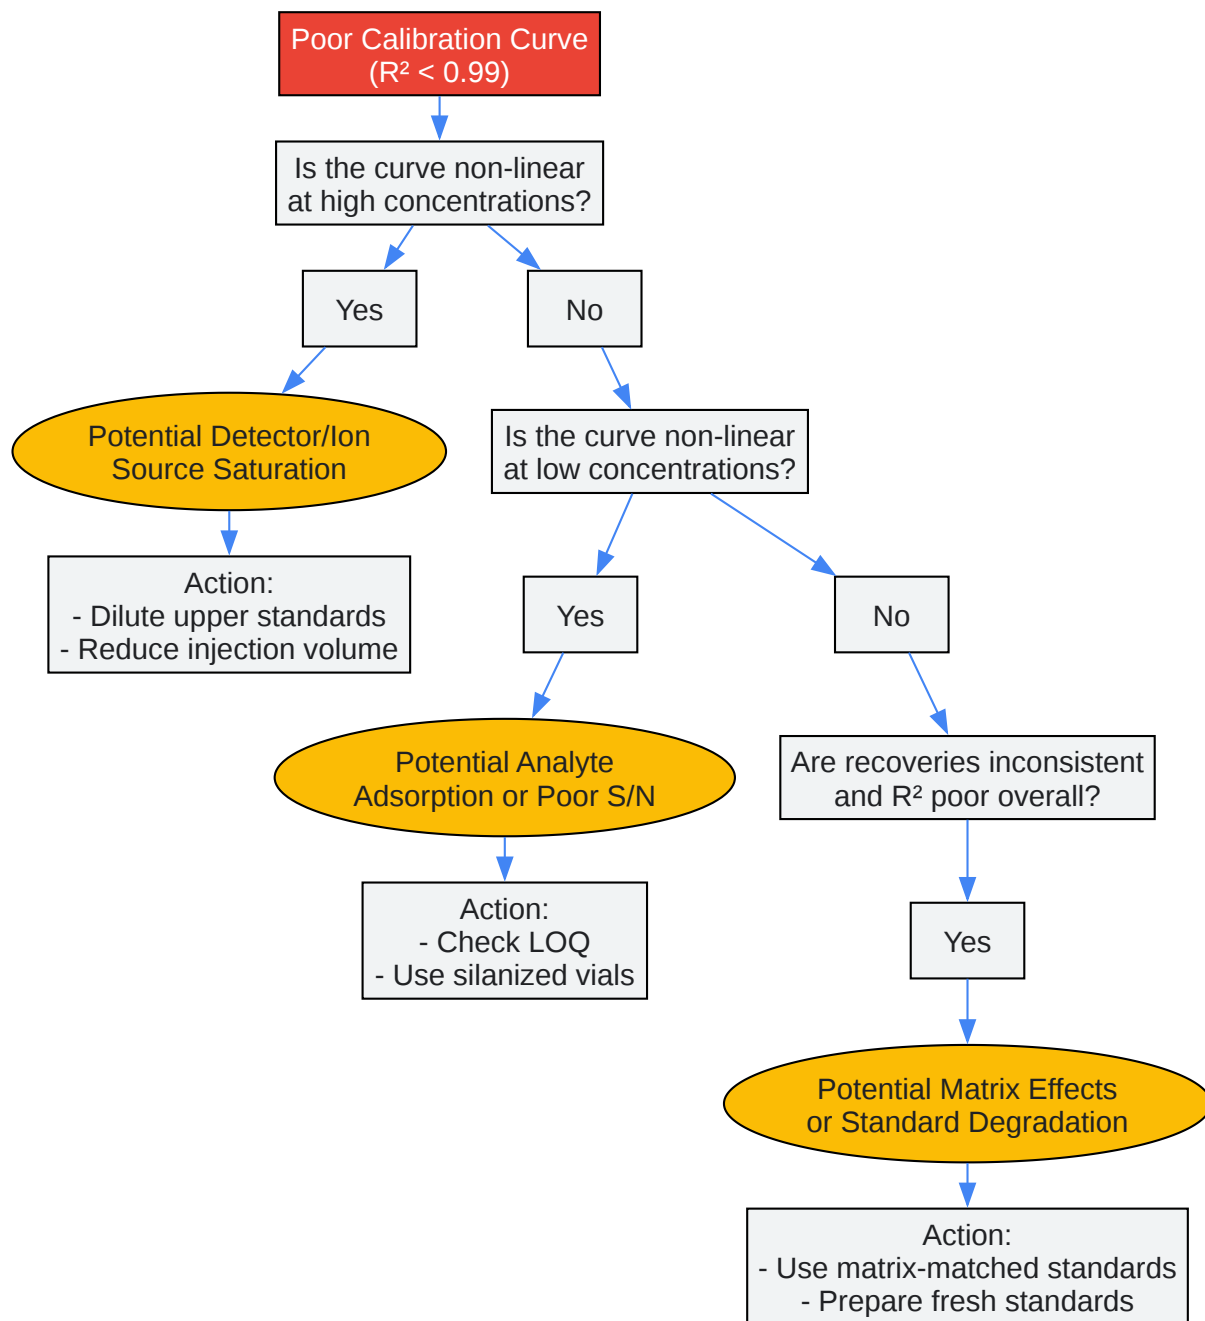 Poor Calibration Curve
(R² < 0.99)
Is the curve non-linear
at high concentrations?
Yes
No
Potential Detector/Ion
Source Saturation
Is the curve non-linear
at low concentrations?
Action:
- Dilute upper standards
- Reduce injection volume
Yes
No
Potential Analyte
Adsorption or Poor S/N
Are recoveries inconsistent
and R² poor overall?
Action:
- Check LOQ
- Use silanized vials
Yes
Potential Matrix Effects
or Standard Degradation
Action:
- Use matrix-matched standards
- Prepare fresh standards